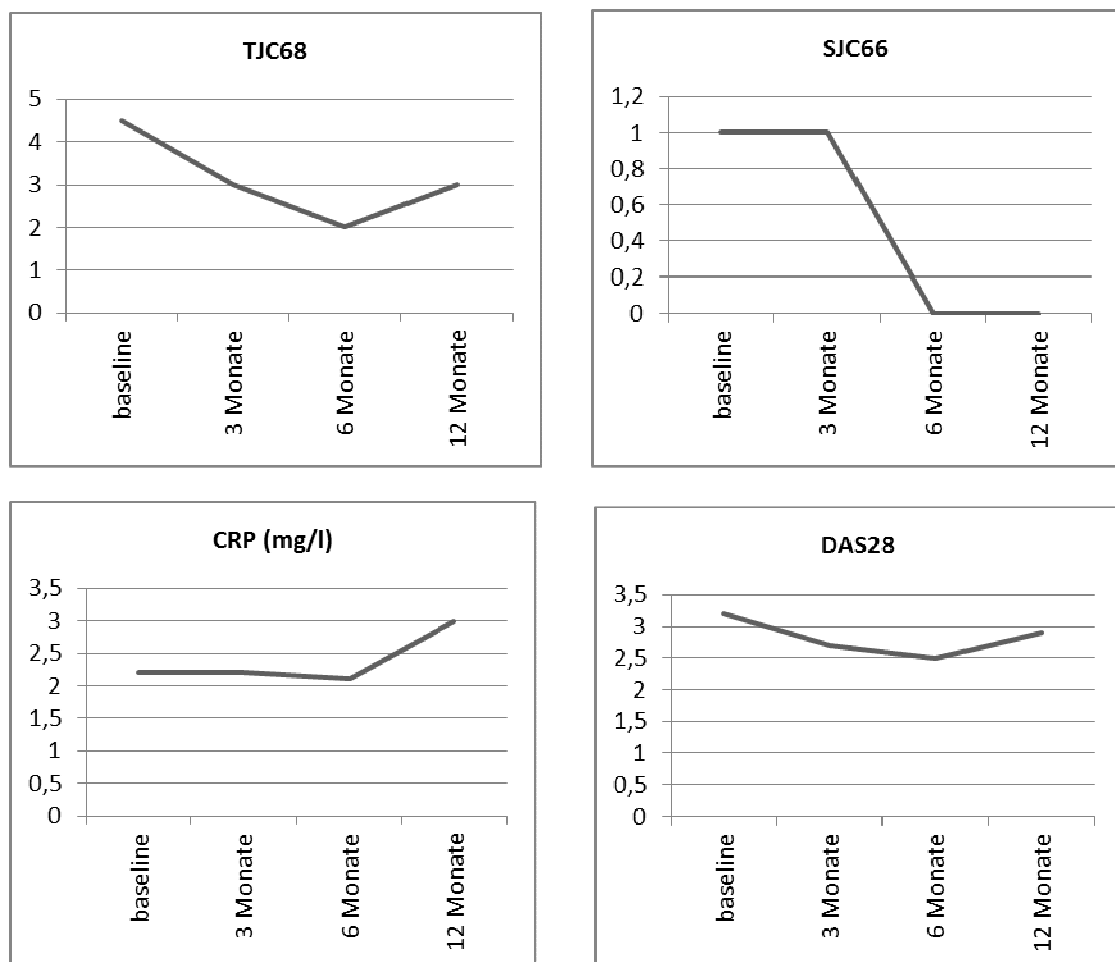 TJC68
5
4
3
2
1
0
baseline
3 Monate
6 Monate
12 Monate
SJC66
1,2
1
0,8
0,6
0,4
0,2
0
baseline
3 Monate
6 Monate
12 Monate
CRP (mg/l)
3,5
3
2,5
2
1,5
1
0,5
0
baseline
3 Monate
6 Monate
12 Monate
DAS28
3,5
3
2,5
2
1,5
1
0,5
0
baseline
3 Monate
6 Monate
12 Monate